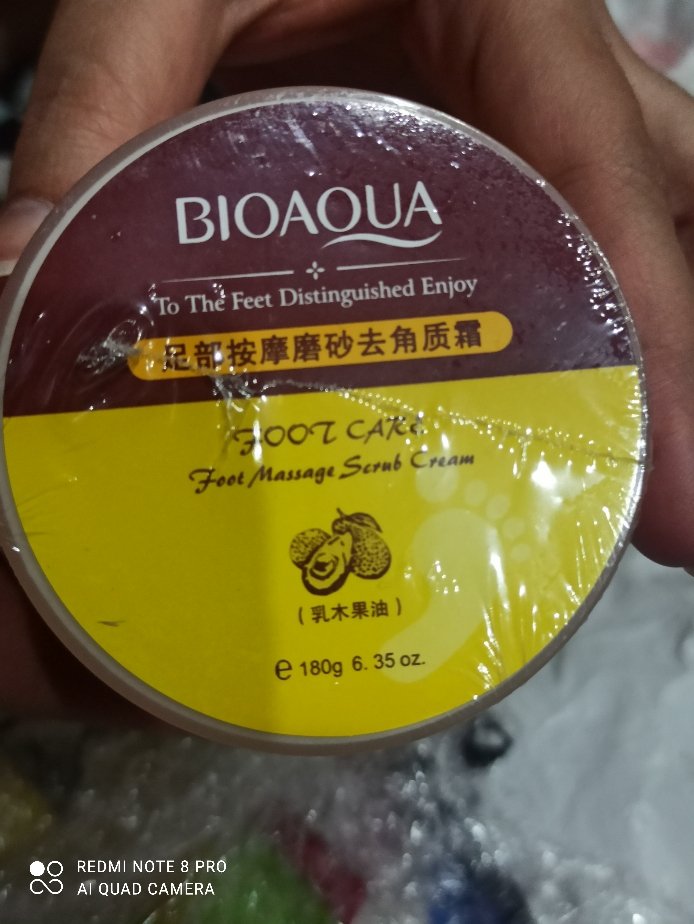 BIOAQUA
To The Feet Distinguished Enjoy
足部按摩磨砂去角质霜
FOOT CARE
Foot Massage Scrub Cream
(乳木果油)
℮ 180g 6.35 oz.
REDMI NOTE 8 PRO
AI QUAD CAMERA